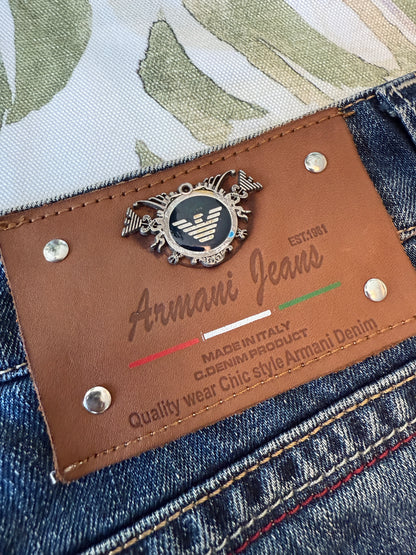 EST.1981
Armani Jeans
MADE IN ITALY
C.DENIM PRODUCT
Quality wear Chic style Armani Denim